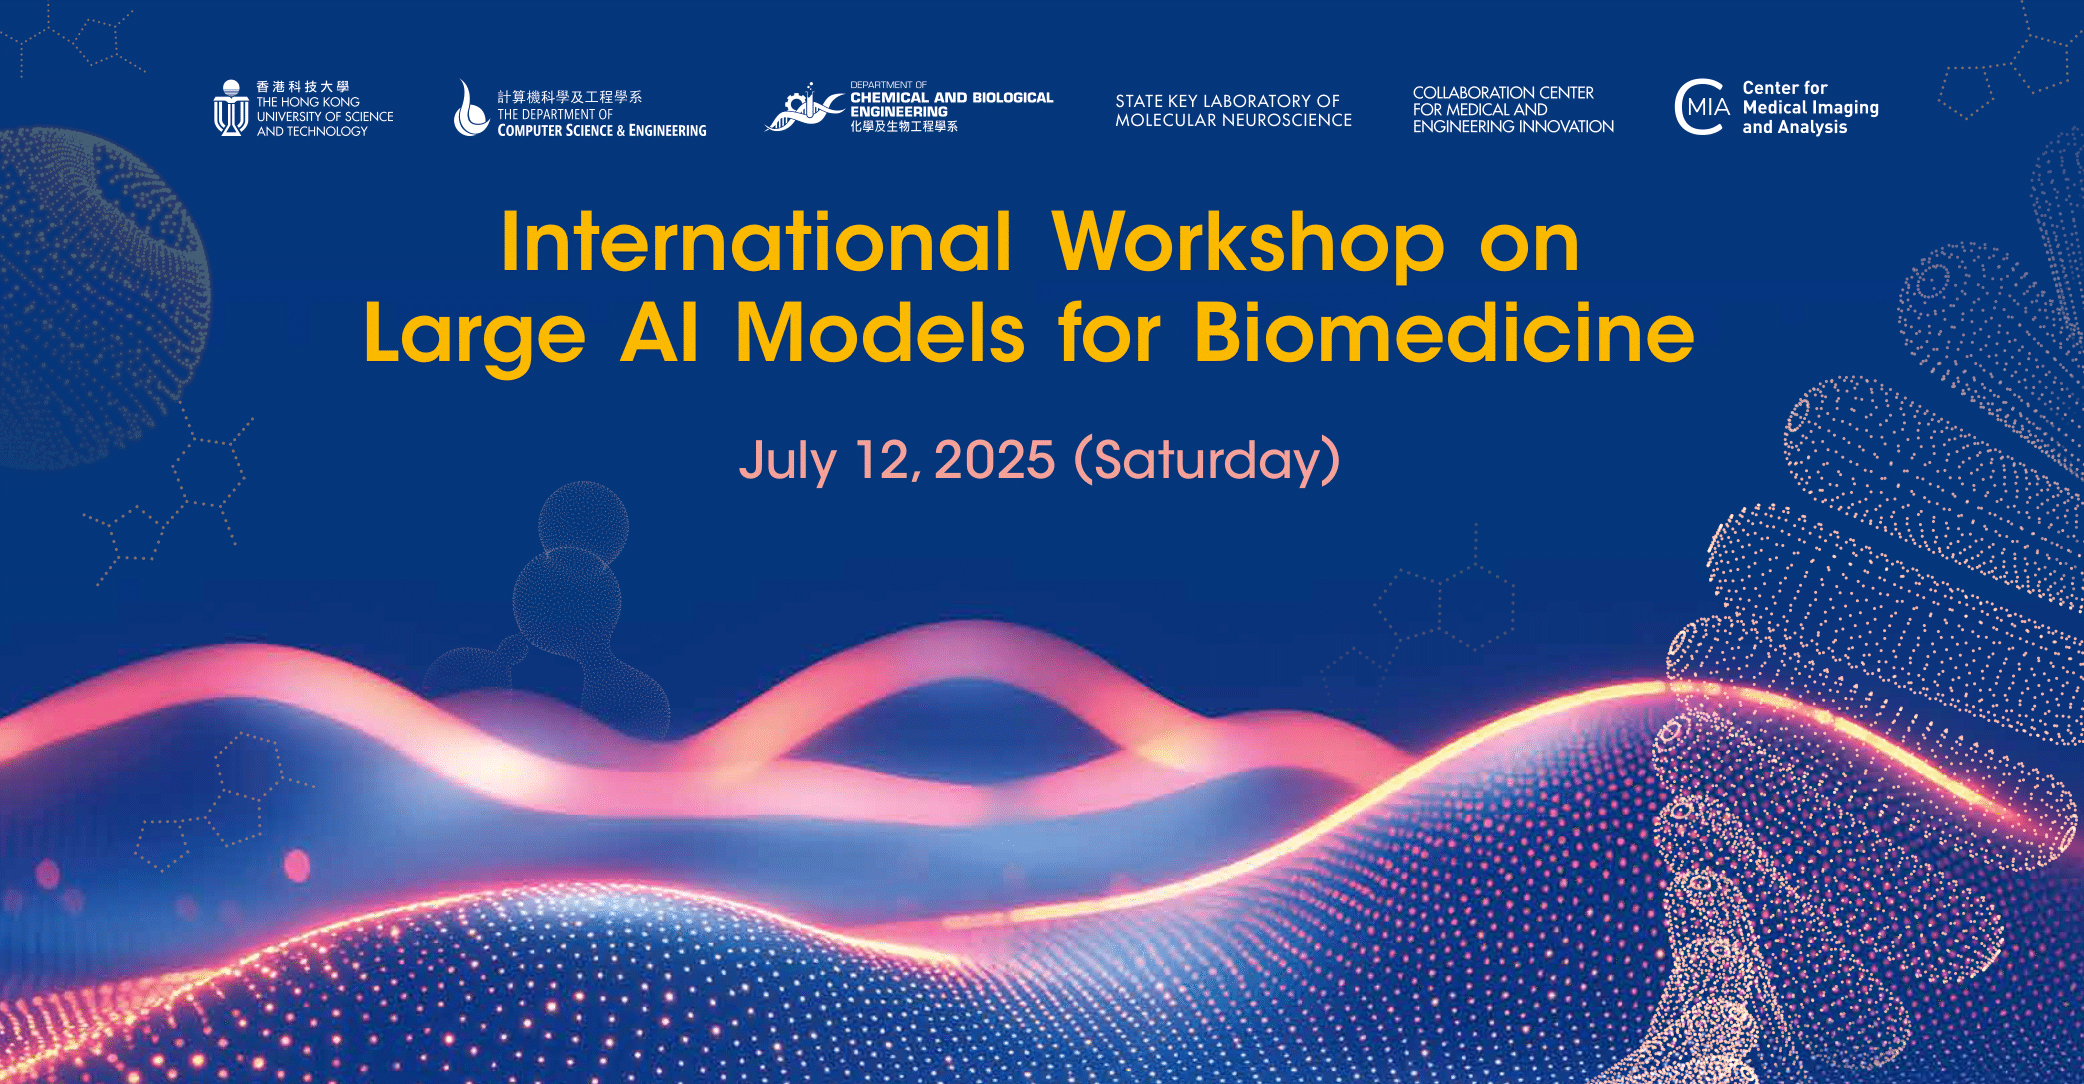 香港科技大學
THE HONG KONG
UNIVERSITY OF SCIENCE
AND TECHNOLOGY
計算機科學及工程學系
THE DEPARTMENT OF
COMPUTER SCIENCE & ENGINEERING
DEPARTMENT OF
CHEMICAL AND BIOLOGICAL
ENGINEERING
化學及生物工程學系
STATE KEY LABORATORY OF
MOLECULAR NEUROSCIENCE
COLLABORATION CENTER
FOR MEDICAL AND
ENGINEERING INNOVATION
CMIA
Center for
Medical Imaging
and Analysis
International Workshop on
Large AI Models for Biomedicine
July 12, 2025 (Saturday)